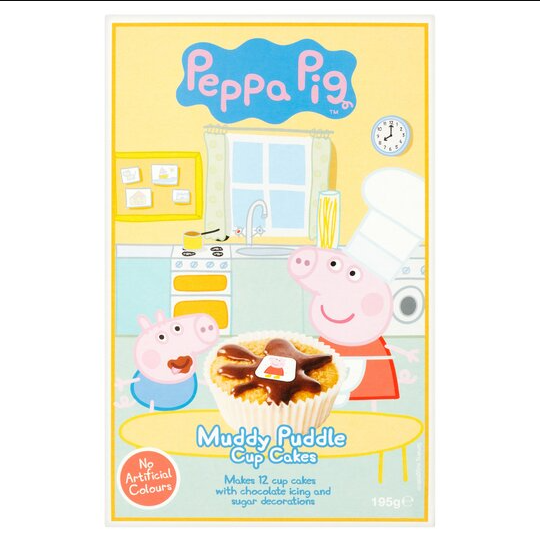 Peppa Pig
TM
12
Muddy Puddle
Cup Cakes
No
Artificial
Colours
Makes 12 cup cakes
with chocolate icing and
sugar decorations
195g℮